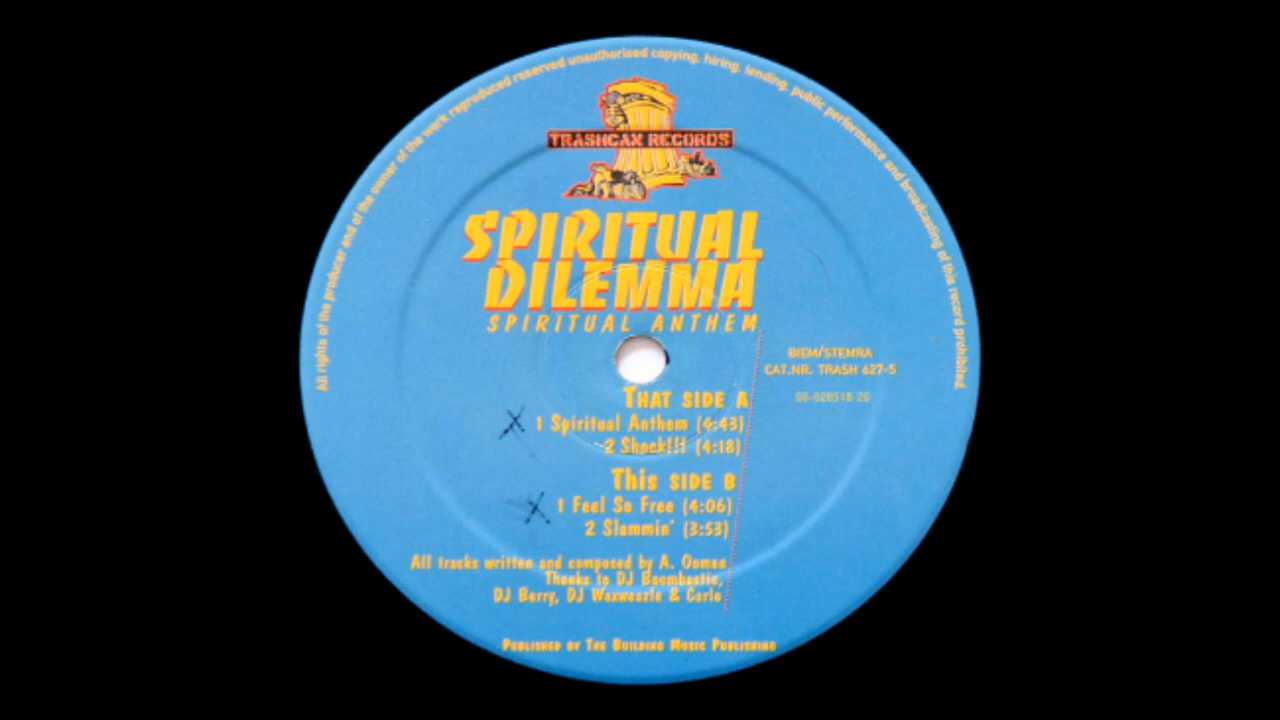 All rights of the producer and of the owner of the work reproduced reserved unauthorised copying, hiring, lending, public performance and broadcasting of this record prohibited
TRASHCAX RECORDS
SPIRITUAL
DILEMMA
SPIRITUAL ANTHEM
BIEM/STEMRA
CAT.NR. TRASH 627-5
08-028518-20
THAT SIDE A
1 Spiritual Anthem (4:43)
2 Shock!!! (4:18)
This SIDE B
1 Feel So Free (4:06)
2 Slammin' (3:53)
All tracks written and composed by A. Oomen
Thanks to DJ Boombastic,
DJ Berry, DJ Waxweazle & Carlo
PUBLISHED BY THE BUILDING MUSIC PUBLISHING